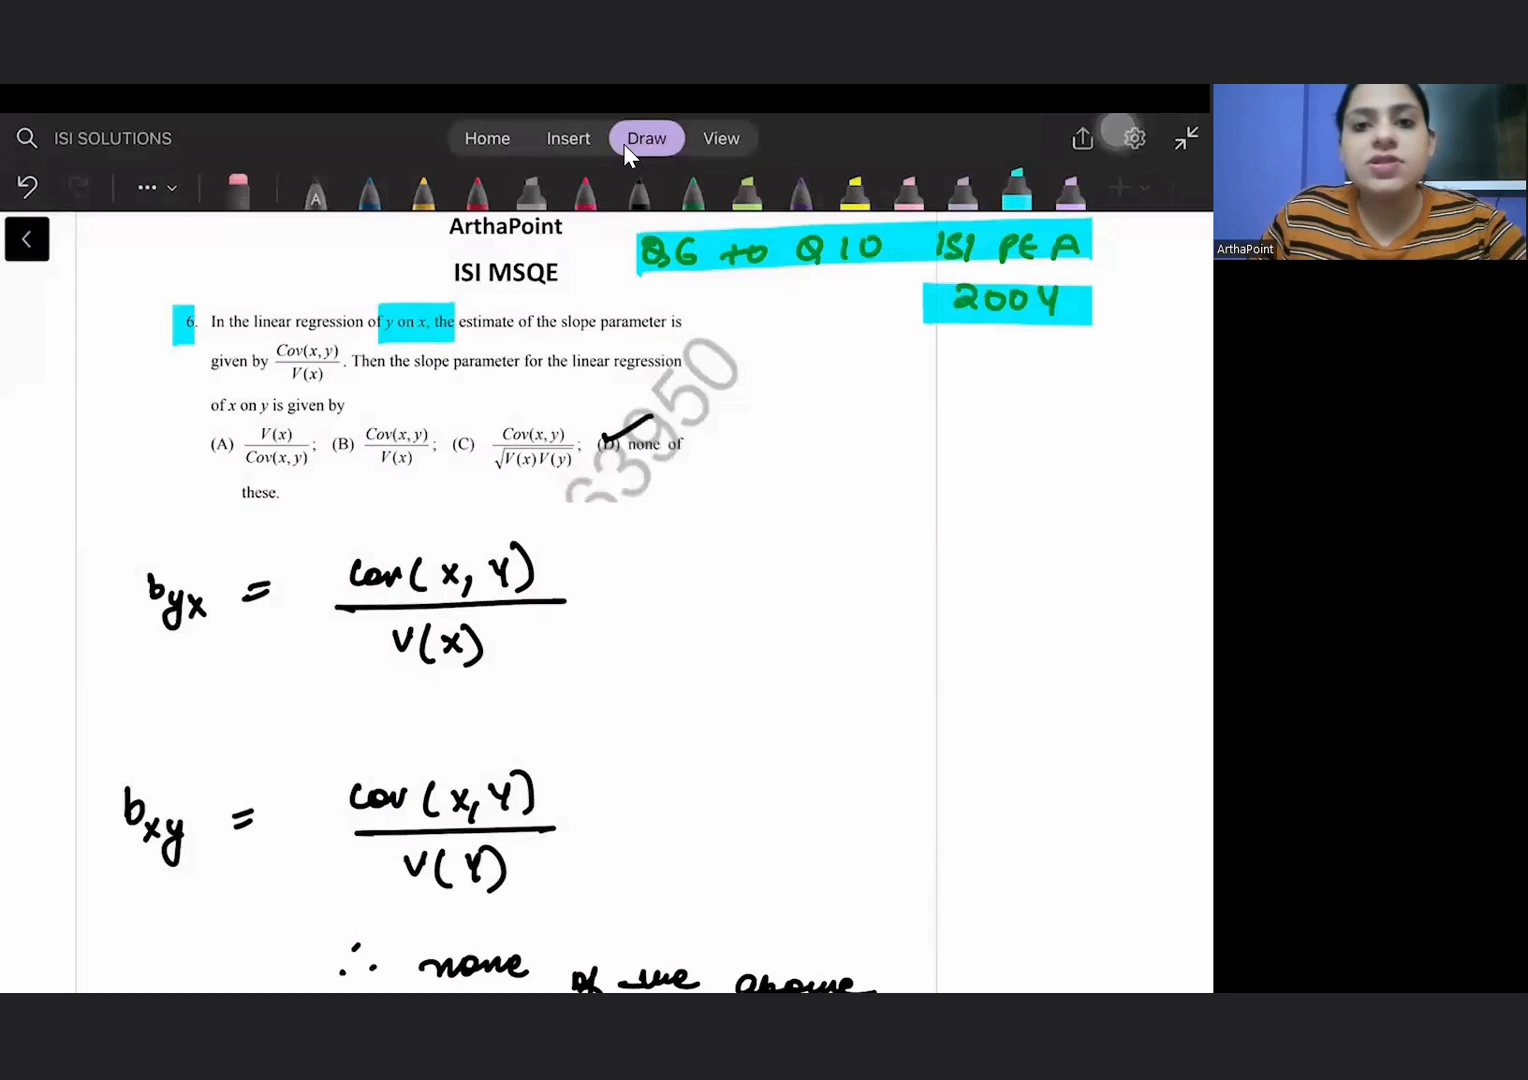 ISI SOLUTIONS
Home Insert Draw View
A
ArthaPoint
ISI MSQE
Q6 to Q10 ISI PEA
2004
ArthaPoint
6. In the linear regression of y on x, the estimate of the slope parameter is
given by Cov(x, y) / V(x). Then the slope parameter for the linear regression
of x on y is given by
(A) V(x) / Cov(x, y); (B) Cov(x, y) / V(x); (C) Cov(x, y) / √V(x)V(y); (D) none of
these.
63950
byx = Cov(X, Y) / V(X)
bxy = Cov(X, Y) / V(Y)
∴ none of the above